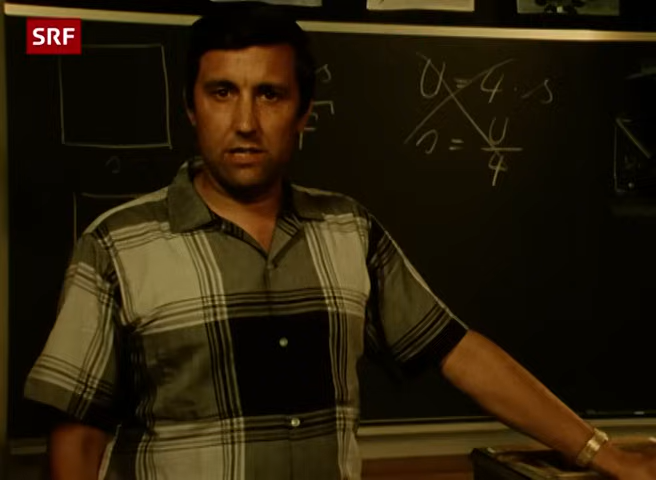 SRF
U = 4 · s
s = U/4
s